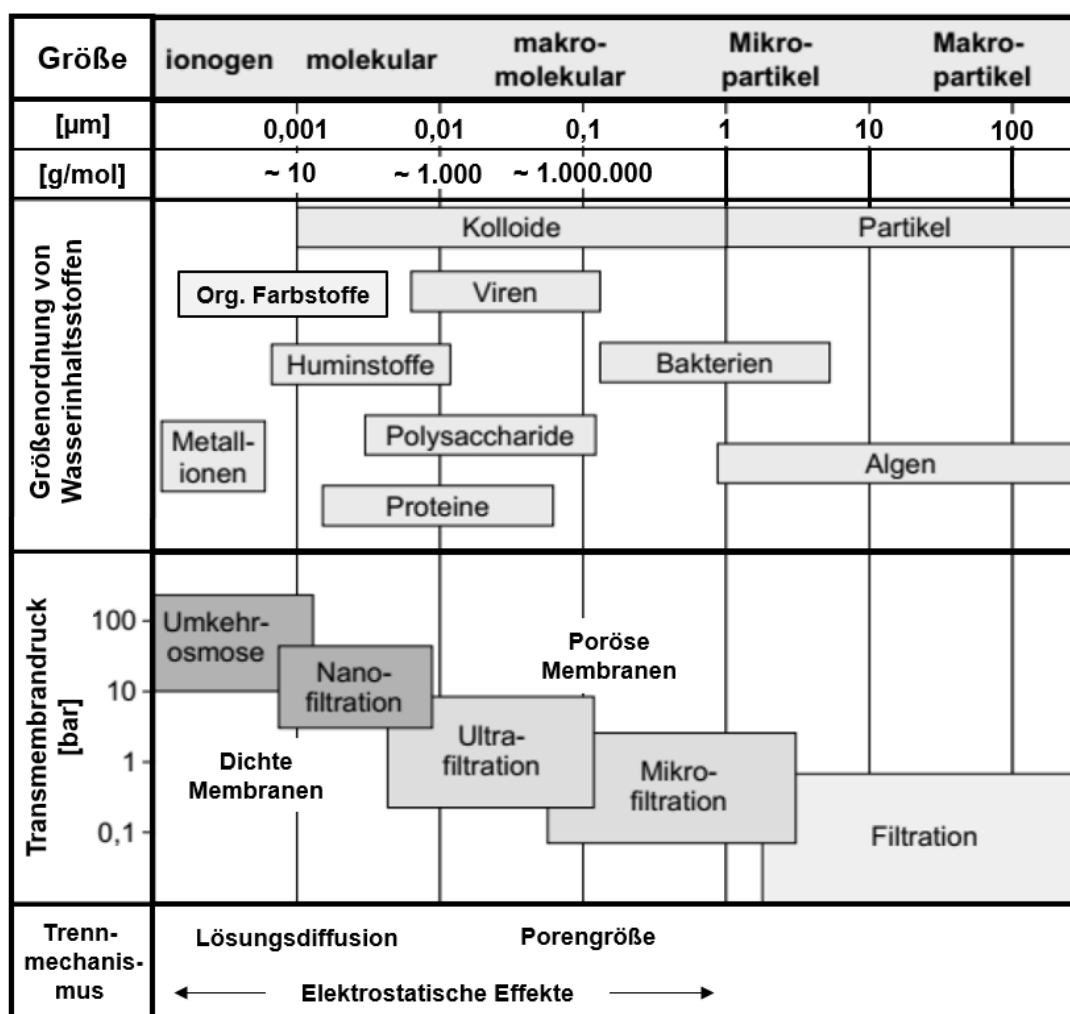 Größe
ionogen
molekular
makro-
molekular
Mikro-
partikel
Makro-
partikel
[µm]
0,001
0,01
0,1
1
10
100
[g/mol]
~ 10
~ 1.000
~ 1.000.000
Größenordnung von
Wasserinhaltsstoffen
Kolloide
Partikel
Org. Farbstoffe
Viren
Huminstoffe
Bakterien
Metall-
ionen
Polysaccharide
Algen
Proteine
Transmembrandruck
[bar]
100
10
1
0,1
Umkehr-
osmose
Nano-
filtration
Poröse
Membranen
Ultra-
filtration
Dichte
Membranen
Mikro-
filtration
Filtration
Trenn-
mechanis-
mus
Lösungsdiffusion
Porengröße
Elektrostatische Effekte